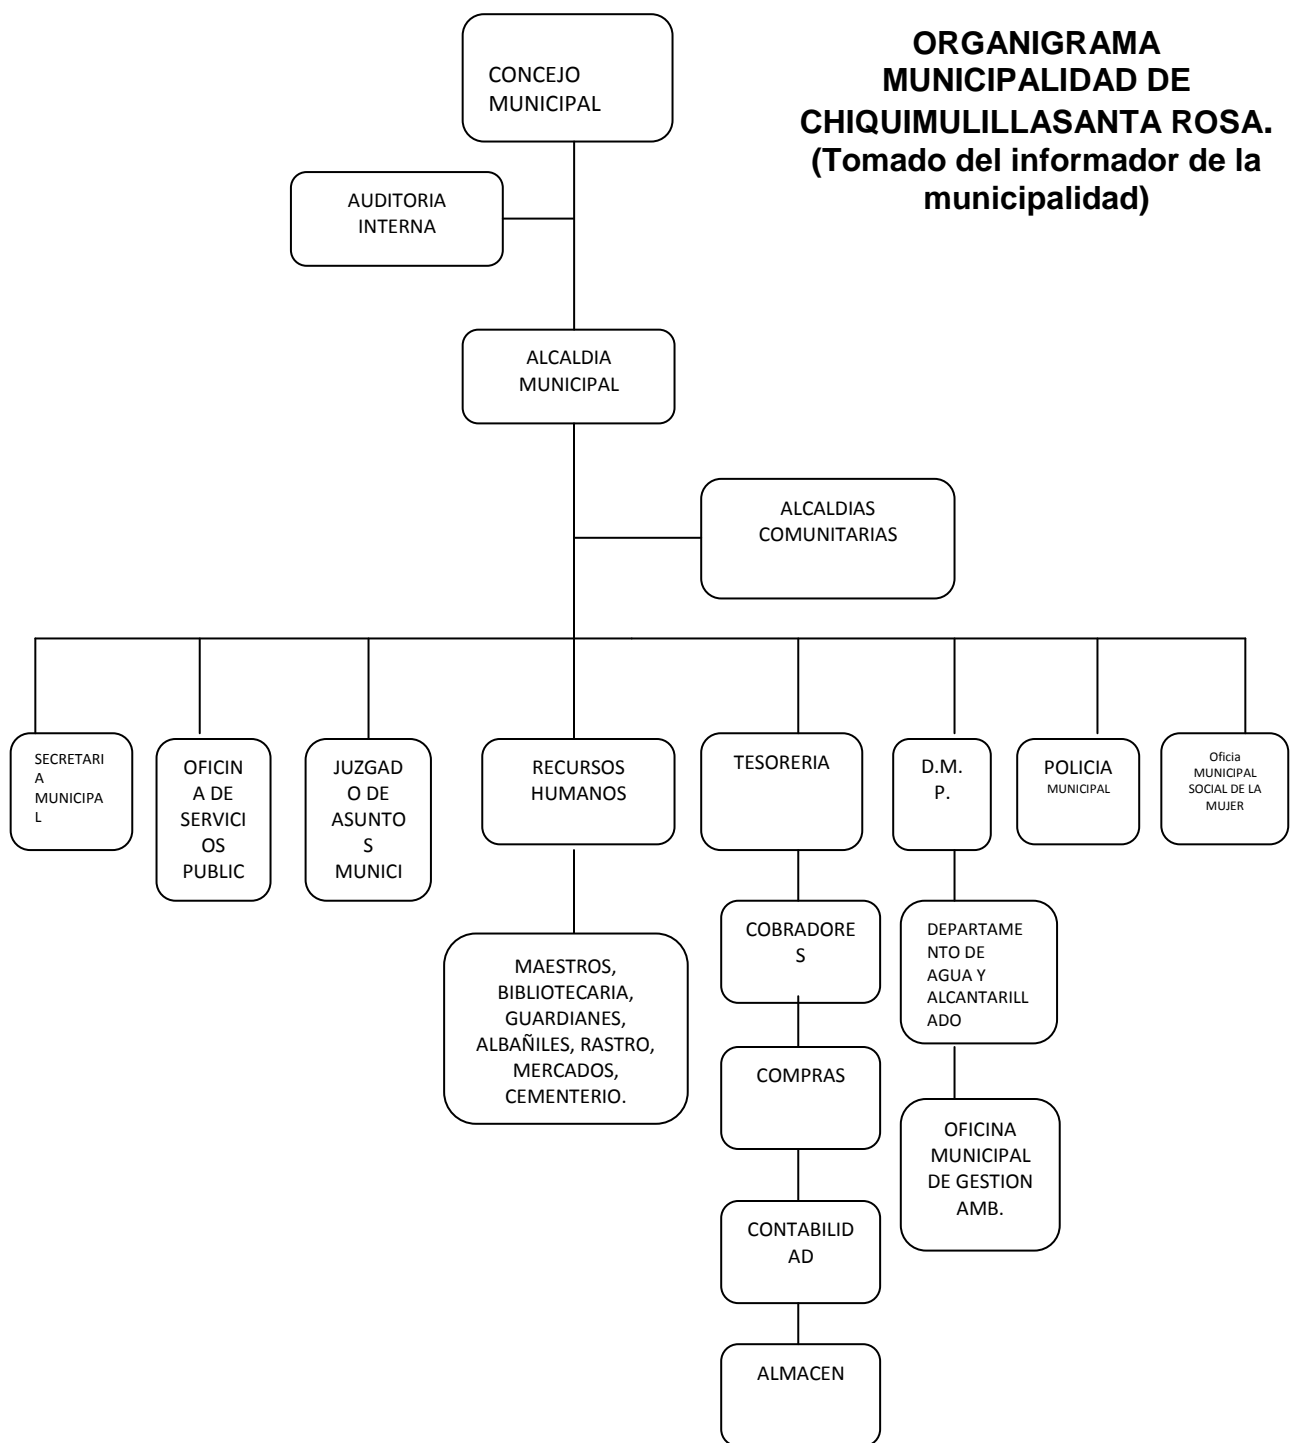 ORGANIGRAMA
MUNICIPALIDAD DE
CHIQUIMULILLASANTA ROSA.
(Tomado del informador de la
municipalidad)
CONCEJO
MUNICIPAL
AUDITORIA
INTERNA
ALCALDIA
MUNICIPAL
ALCALDIAS
COMUNITARIAS
SECRETARI
A
MUNICIPA
L
OFICIN
A DE
SERVICI
OS
PUBLIC
JUZGAD
O DE
ASUNTO
S
MUNICI
RECURSOS
HUMANOS
TESORERIA
D.M.
P.
POLICIA
MUNICIPAL
Oficia
MUNICIPAL
SOCIAL DE LA
MUJER
MAESTROS,
BIBLIOTECARIA,
GUARDIANES,
ALBAÑILES, RASTRO,
MERCADOS,
CEMENTERIO.
COBRADORE
S
COMPRAS
CONTABILID
AD
ALMACEN
DEPARTAME
NTO DE
AGUA Y
ALCANTARILL
ADO
OFICINA
MUNICIPAL
DE GESTION
AMB.